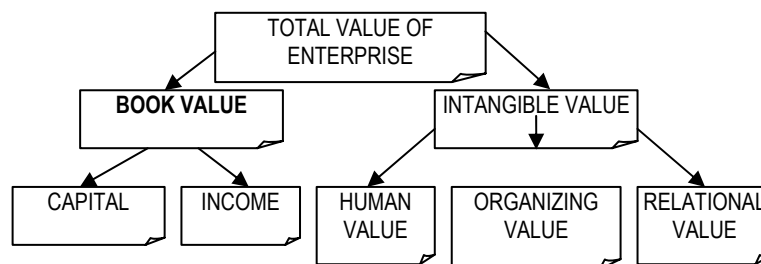 TOTAL VALUE OF
ENTERPRISE
BOOK VALUE
INTANGIBLE VALUE
CAPITAL
INCOME
HUMAN
VALUE
ORGANIZING
VALUE
RELATIONAL
VALUE